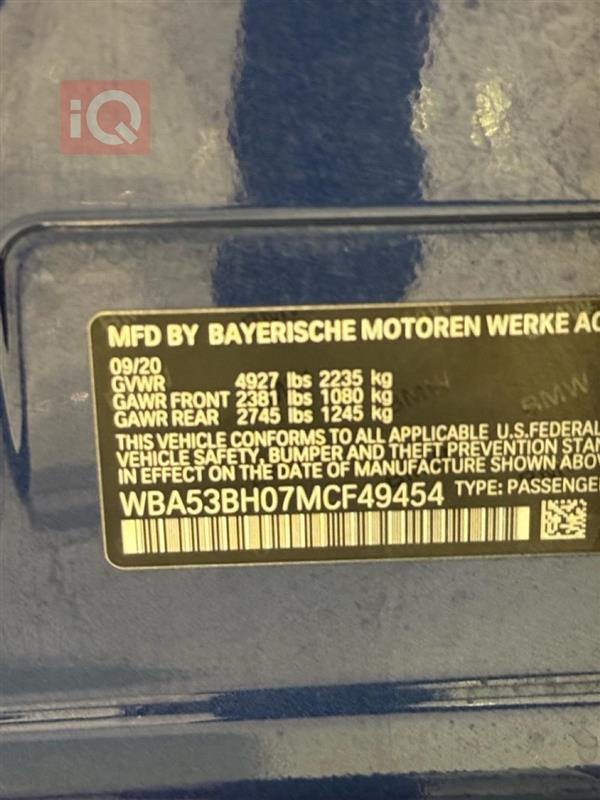 iQ
MFD BY BAYERISCHE MOTOREN WERKE AG
09/20
GVWR 4927 lbs 2235 kg
GAWR FRONT 2381 lbs 1080 kg
GAWR REAR 2745 lbs 1245 kg
THIS VEHICLE CONFORMS TO ALL APPLICABLE U.S.FEDERAL
VEHICLE SAFETY, BUMPER AND THEFT PREVENTION STAN
IN EFFECT ON THE DATE OF MANUFACTURE SHOWN ABOV
WBA53BH07MCF49454 TYPE: PASSENGER
BMW